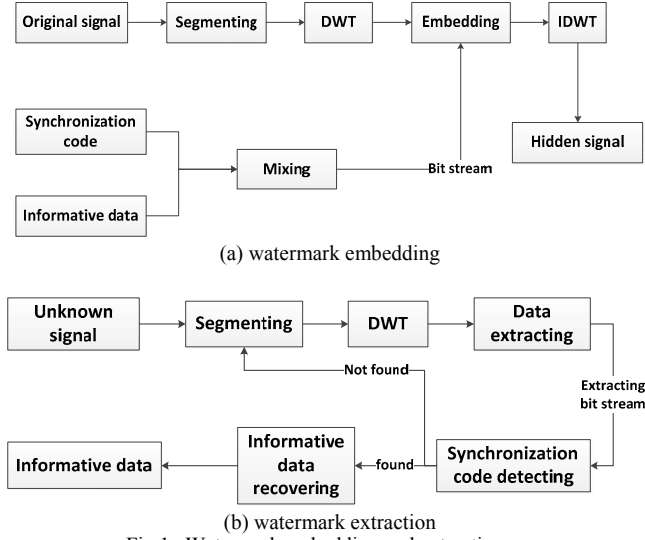 Original signal
Segmenting
DWT
Embedding
IDWT
Synchronization
code
Hidden signal
Mixing
Bit stream
Informative data
(a) watermark embedding
Unknown
signal
Segmenting
DWT
Data
extracting
Not found
Extracting
bit stream
Informative data
Informative
data
recovering
found
Synchronization
code detecting
(b) watermark extraction